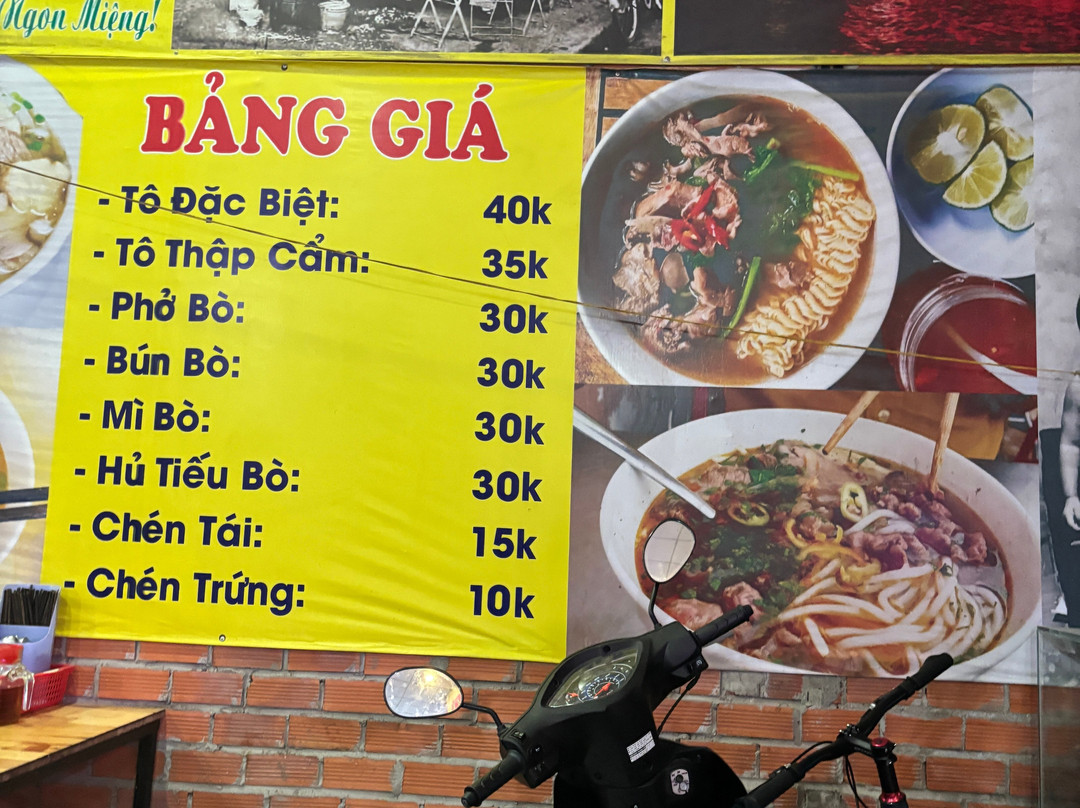 Ngon Miệng!
BẢNG GIÁ
- Tô Đặc Biệt: 40k
- Tô Thập Cẩm: 35k
- Phở Bò: 30k
- Bún Bò: 30k
- Mì Bò: 30k
- Hủ Tiếu Bò: 30k
- Chén Tái: 15k
- Chén Trứng: 10k